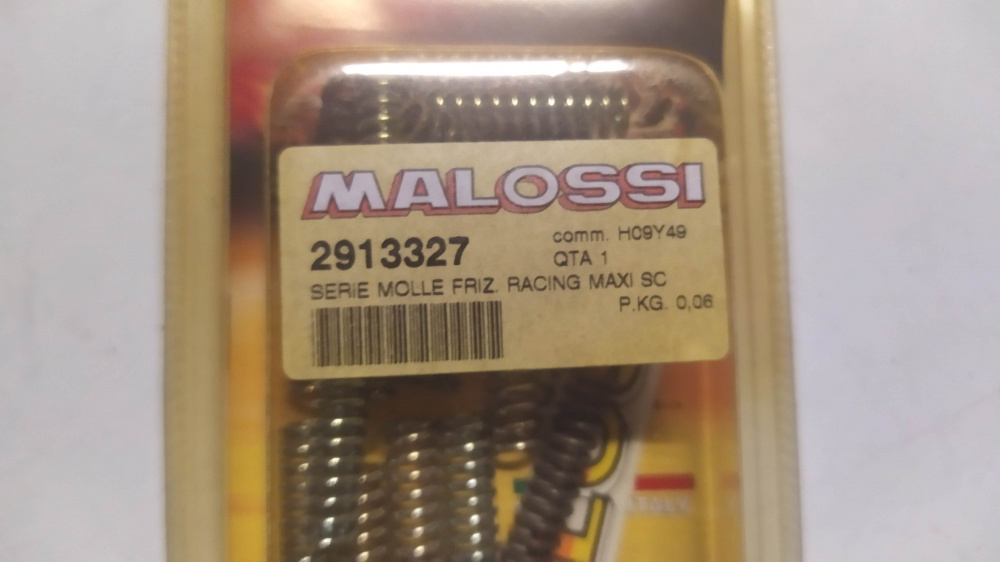 MALOSSI
2913327
comm. H09Y49
QTA 1
SERIE MOLLE FRIZ. RACING MAXI SC
P.KG. 0,06